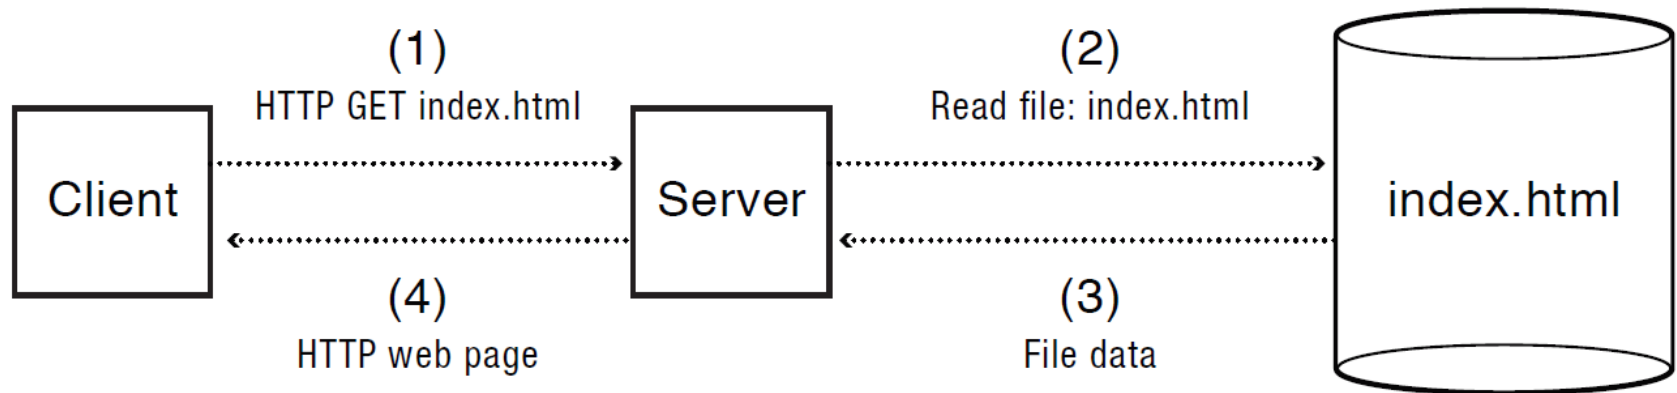 (1)
HTTP GET index.html
(2)
Read file: index.html
Client
Server
index.html
(4)
HTTP web page
(3)
File data